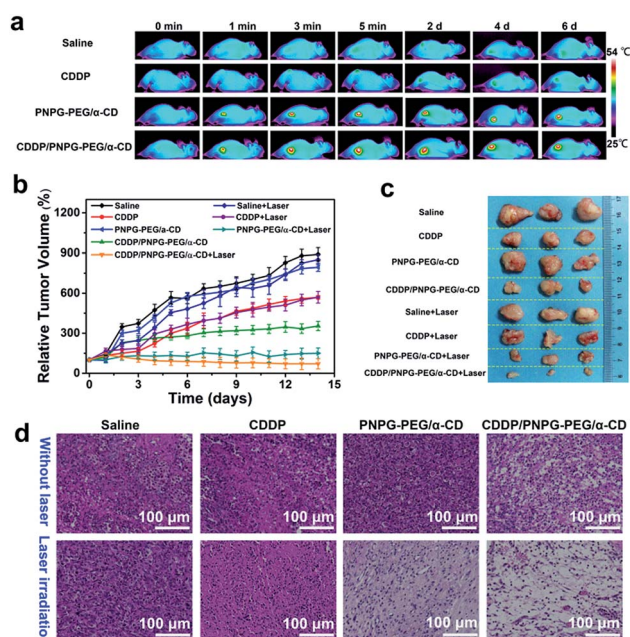 a
0 min 1 min 3 min 5 min 2 d 4 d 6 d
Saline
CDDP
PNPG-PEG/α-CD
CDDP/PNPG-PEG/α-CD
54 ℃
25℃
b
Relative Tumor Volume (%)
1200
900
600
300
0
0 3 6 9 12 15
Time (days)
Saline
CDDP
PNPG-PEG/a-CD
CDDP/PNPG-PEG/α-CD
CDDP/PNPG-PEG/α-CD+Laser
Saline+Laser
CDDP+Laser
PNPG-PEG/α-CD+Laser
c
Saline
CDDP
PNPG-PEG/α-CD
CDDP/PNPG-PEG/α-CD
Saline+Laser
CDDP+Laser
PNPG-PEG/α-CD+Laser
CDDP/PNPG-PEG/α-CD+Laser
d
Saline CDDP PNPG-PEG/α-CD CDDP/PNPG-PEG/α-CD
Without laser
100 μm 100 μm 100 μm 100 μm
Laser irradiatio
100 μm 100 μm 100 μm 100 μm